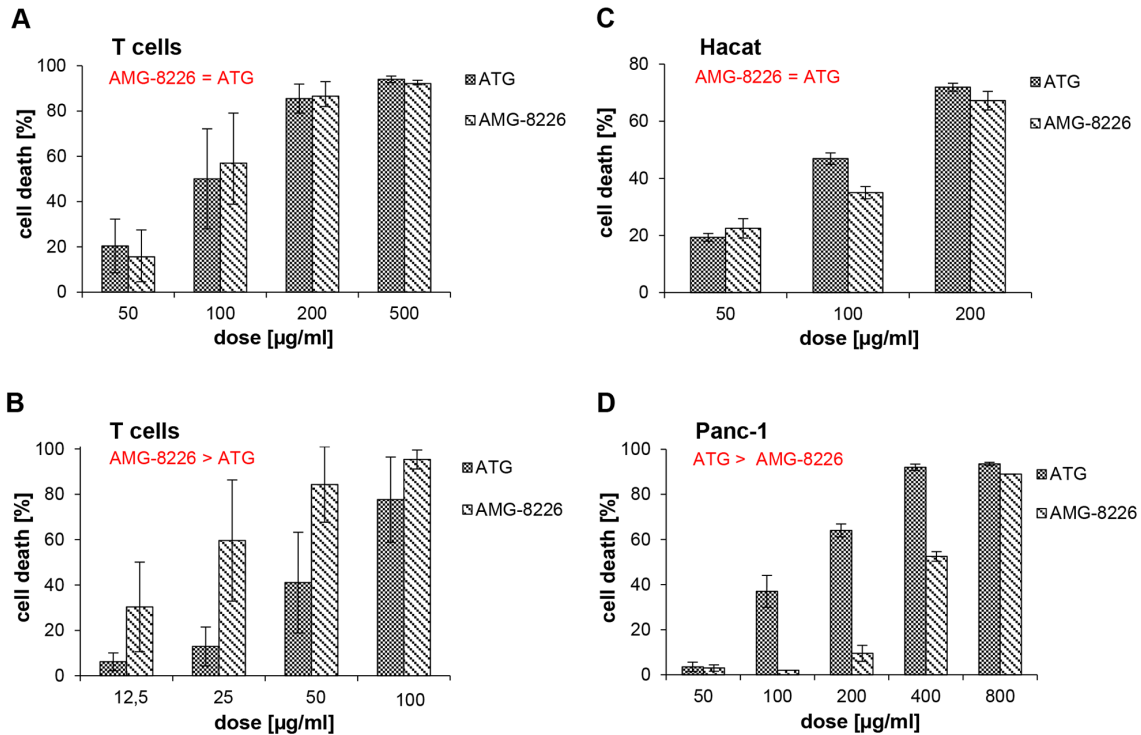 A
T cells
AMG-8226 = ATG
cell death [%]
100
80
60
40
20
0
50 100 200 500
dose [µg/ml]
ATG
AMG-8226
C
Hacat
AMG-8226 = ATG
cell death [%]
80
60
40
20
0
50 100 200
dose [µg/ml]
ATG
AMG-8226
B
T cells
AMG-8226 > ATG
cell death [%]
100
80
60
40
20
0
12,5 25 50 100
dose [µg/ml]
ATG
AMG-8226
D
Panc-1
ATG > AMG-8226
cell death [%]
100
80
60
40
20
0
50 100 200 400 800
dose [µg/ml]
ATG
AMG-8226